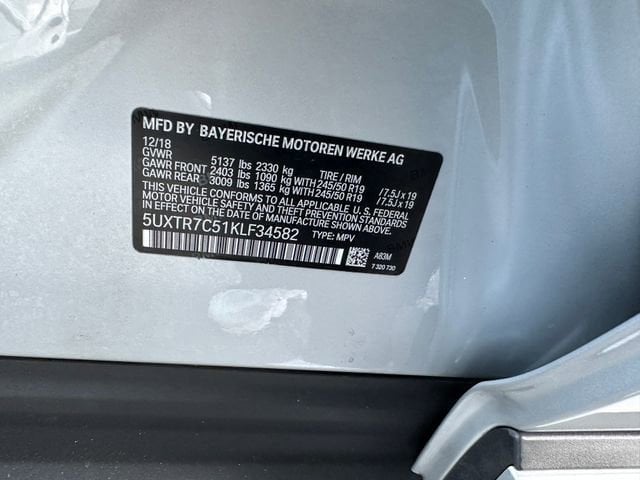 MFD BY BAYERISCHE MOTOREN WERKE AG
12/18
GVWR 5137 lbs 2330 kg TIRE / RIM
GAWR FRONT 2403 lbs 1090 kg WITH 245/50 R19 / 7.5J x 19
GAWR REAR 3009 lbs 1365 kg WITH 245/50 R19 / 7.5J x 19
THIS VEHICLE CONFORMS TO ALL APPLICABLE U.S. FEDERAL
MOTOR VEHICLE SAFETY, BUMPER, AND THEFT PREVENTION
STANDARDS IN EFFECT ON THE DATE OF MANUFACTURE SHOWN ABOVE.
5UXTR7C51KLF34582
TYPE: MPV
A83M
7 320 730